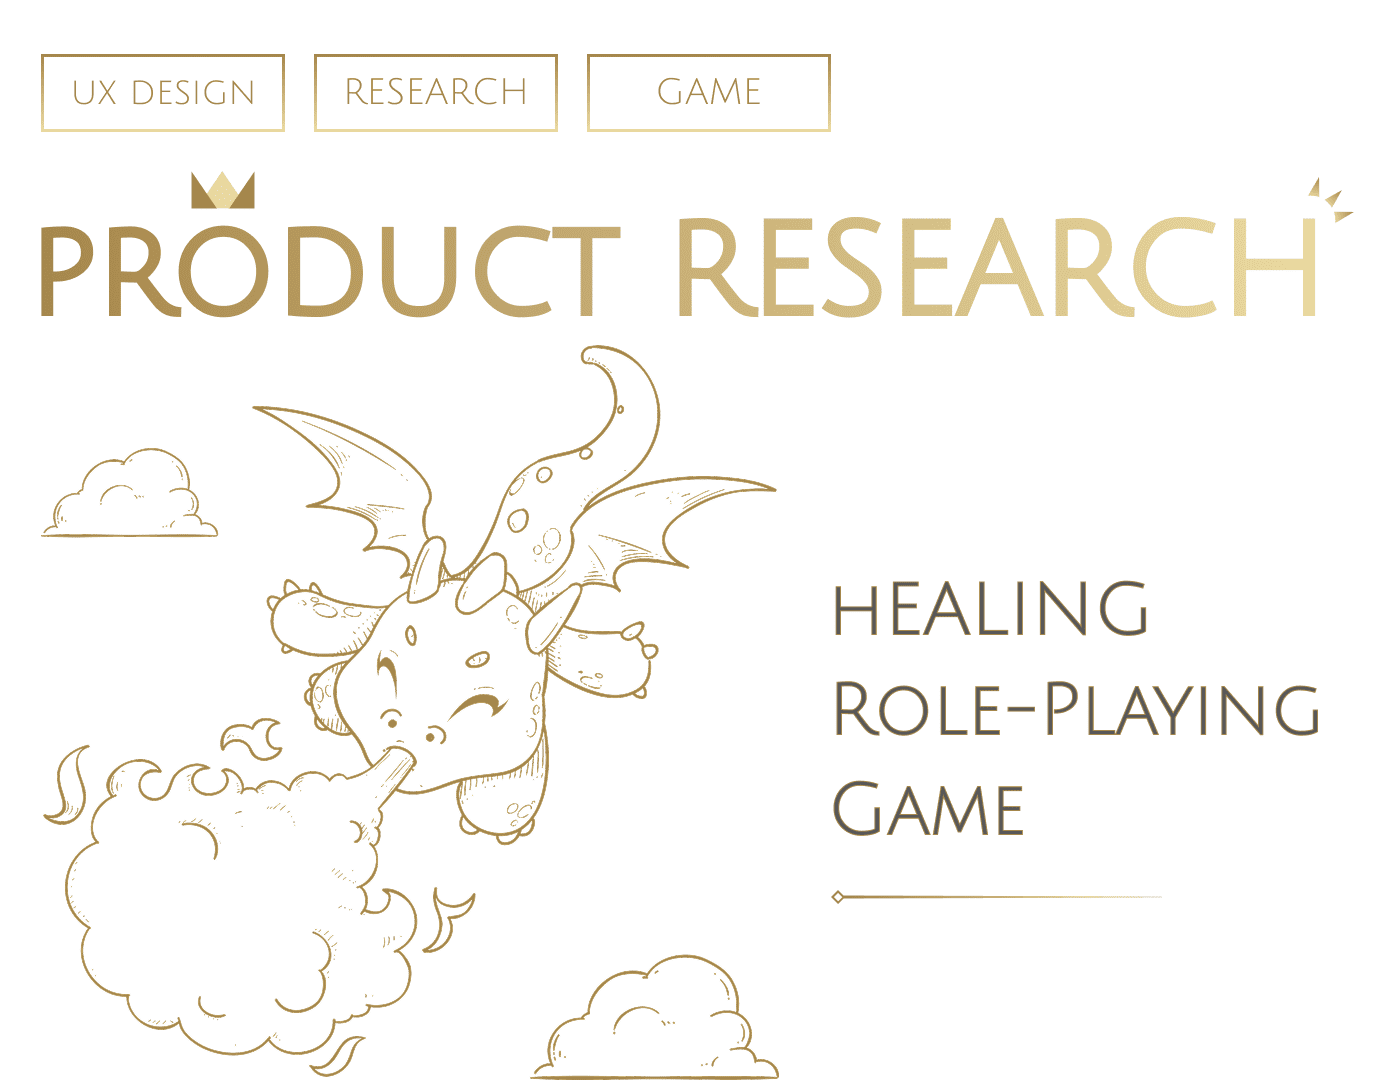 UX DESIGN
RESEARCH
GAME
PRODUCT RESEARCH
HEALING
ROLE-PLAYING
GAME